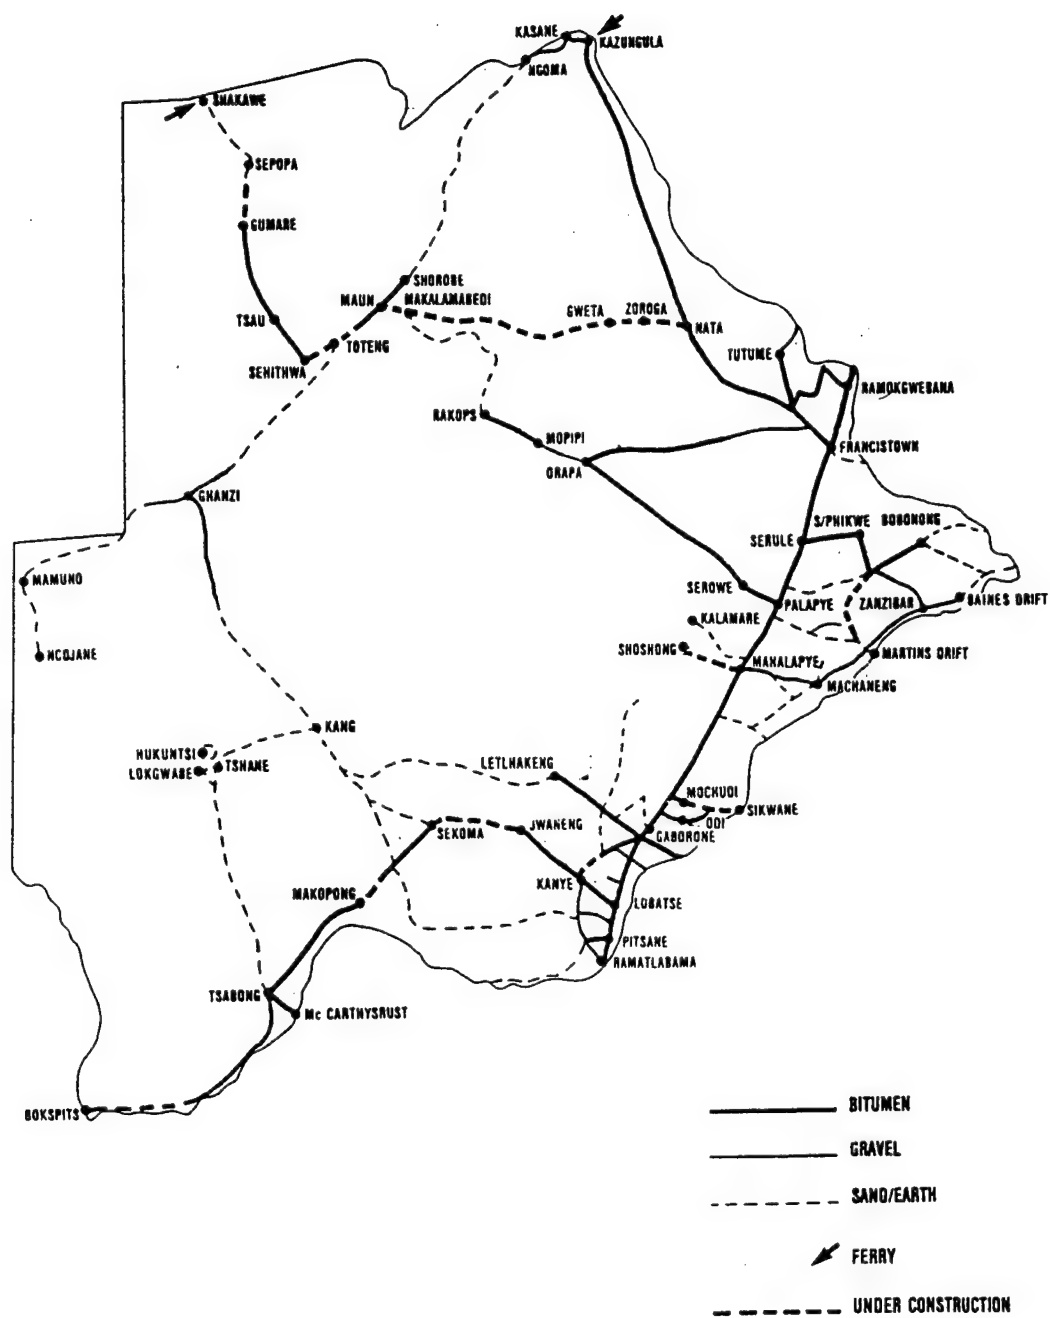 KASANE
KAZUNGULA
NGOMA
SHAKAWE
SEPOPA
GUMARE
SHOROBE
MAUN
MAKALAMABEDI
GWETA
ZOROGA
NATA
TSAU
TOTENG
SEHITHWA
TUTUME
RAMOKGWEBANA
RAKOPS
MOPIPI
ORAPA
FRANCISTOWN
GHANZI
S/PHIKWE
BOBONONG
SERULE
MAMUNO
SEROWE
PALAPYE
ZANZIBAR
BAINES DRIFT
KALAMARE
NCOJANE
SHOSHONG
MAHALAPYE
MARTINS DRIFT
MACHANENG
KANG
HUKUNTSI
LOKGWABE
TSHANE
LETLHAKENG
MOCHUDI
SIKWANE
ODI
SEKOMA
JWANENG
GABORONE
KANYE
MAKOPONG
LOBATSE
PITSANE
RAMATLABAMA
TSABONG
Mc CARTHYSRUST
BOKSPITS
BITUMEN
GRAVEL
SAND/EARTH
FERRY
UNDER CONSTRUCTION